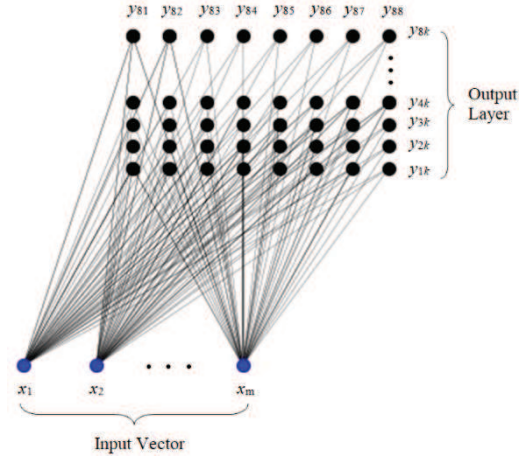 y81 y82 y83 y84 y85 y86 y87 y88
y8k
y4k
y3k
y2k
y1k
Output
Layer
x1 x2 xm
Input Vector